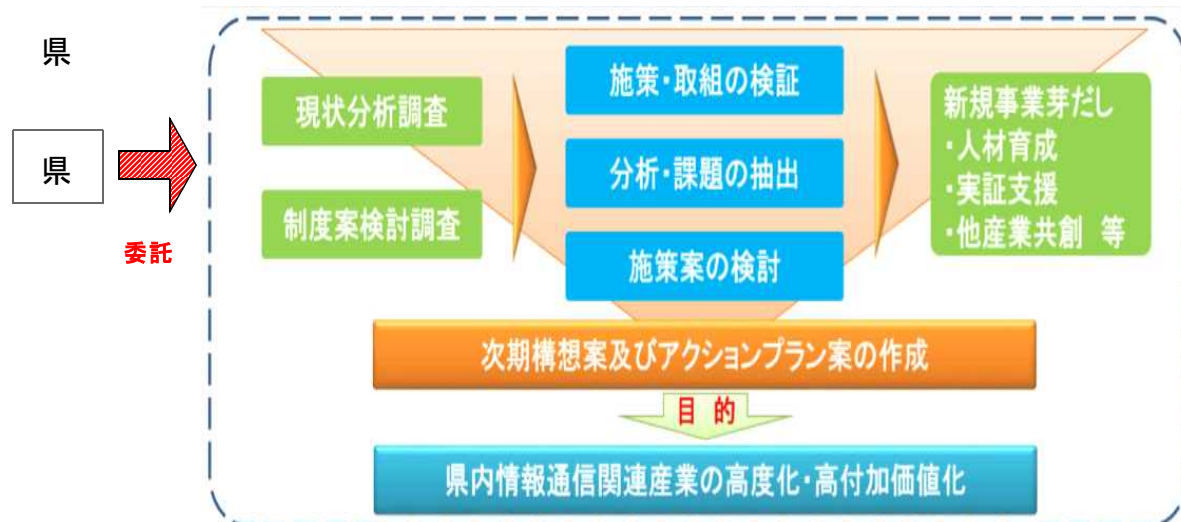 県
県
委託
現状分析調査
制度案検討調査
施策・取組の検証
分析・課題の抽出
施策案の検討
新規事業芽だし
・人材育成
・実証支援
・他産業共創　等
次期構想案及びアクションプラン案の作成
目 的
県内情報通信関連産業の高度化・高付加価値化